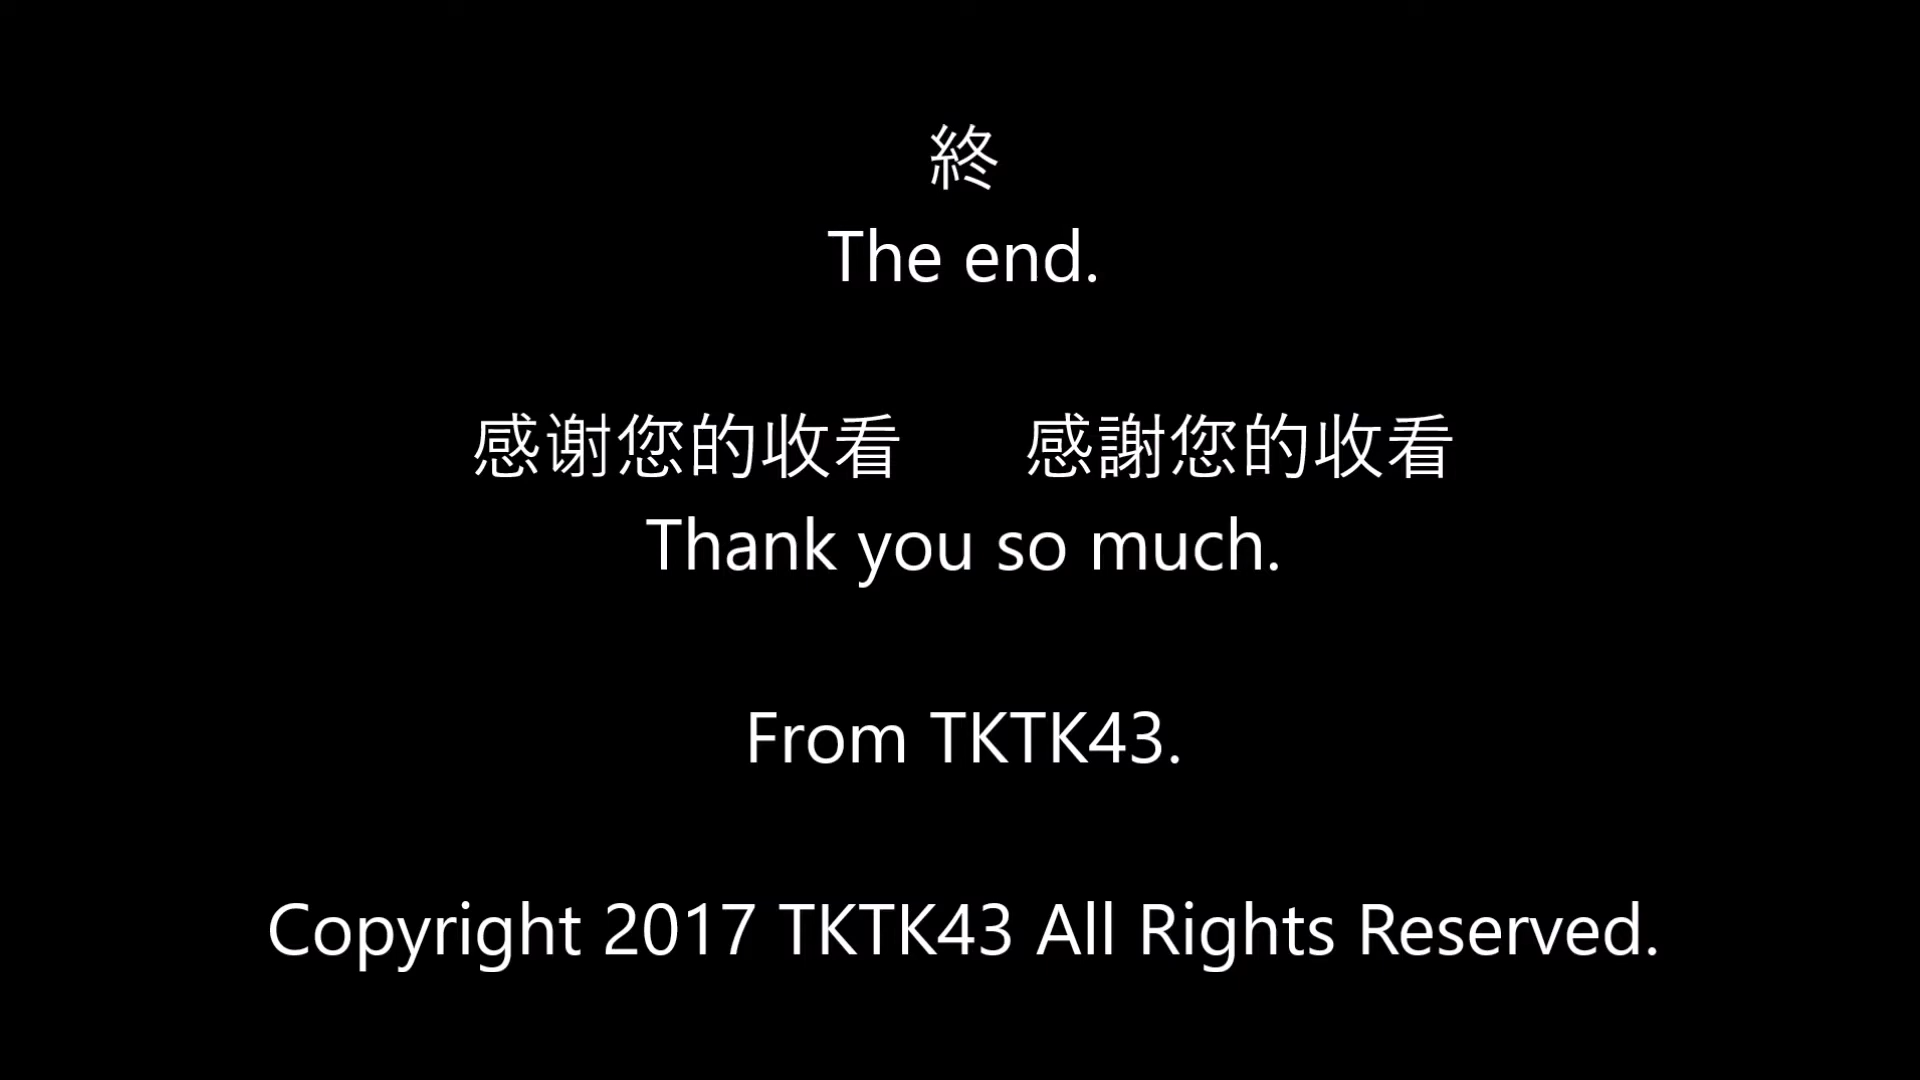 終
The end.
感谢您的收看　　感謝您的收看
Thank you so much.
From TKTK43.
Copyright 2017 TKTK43 All Rights Reserved.